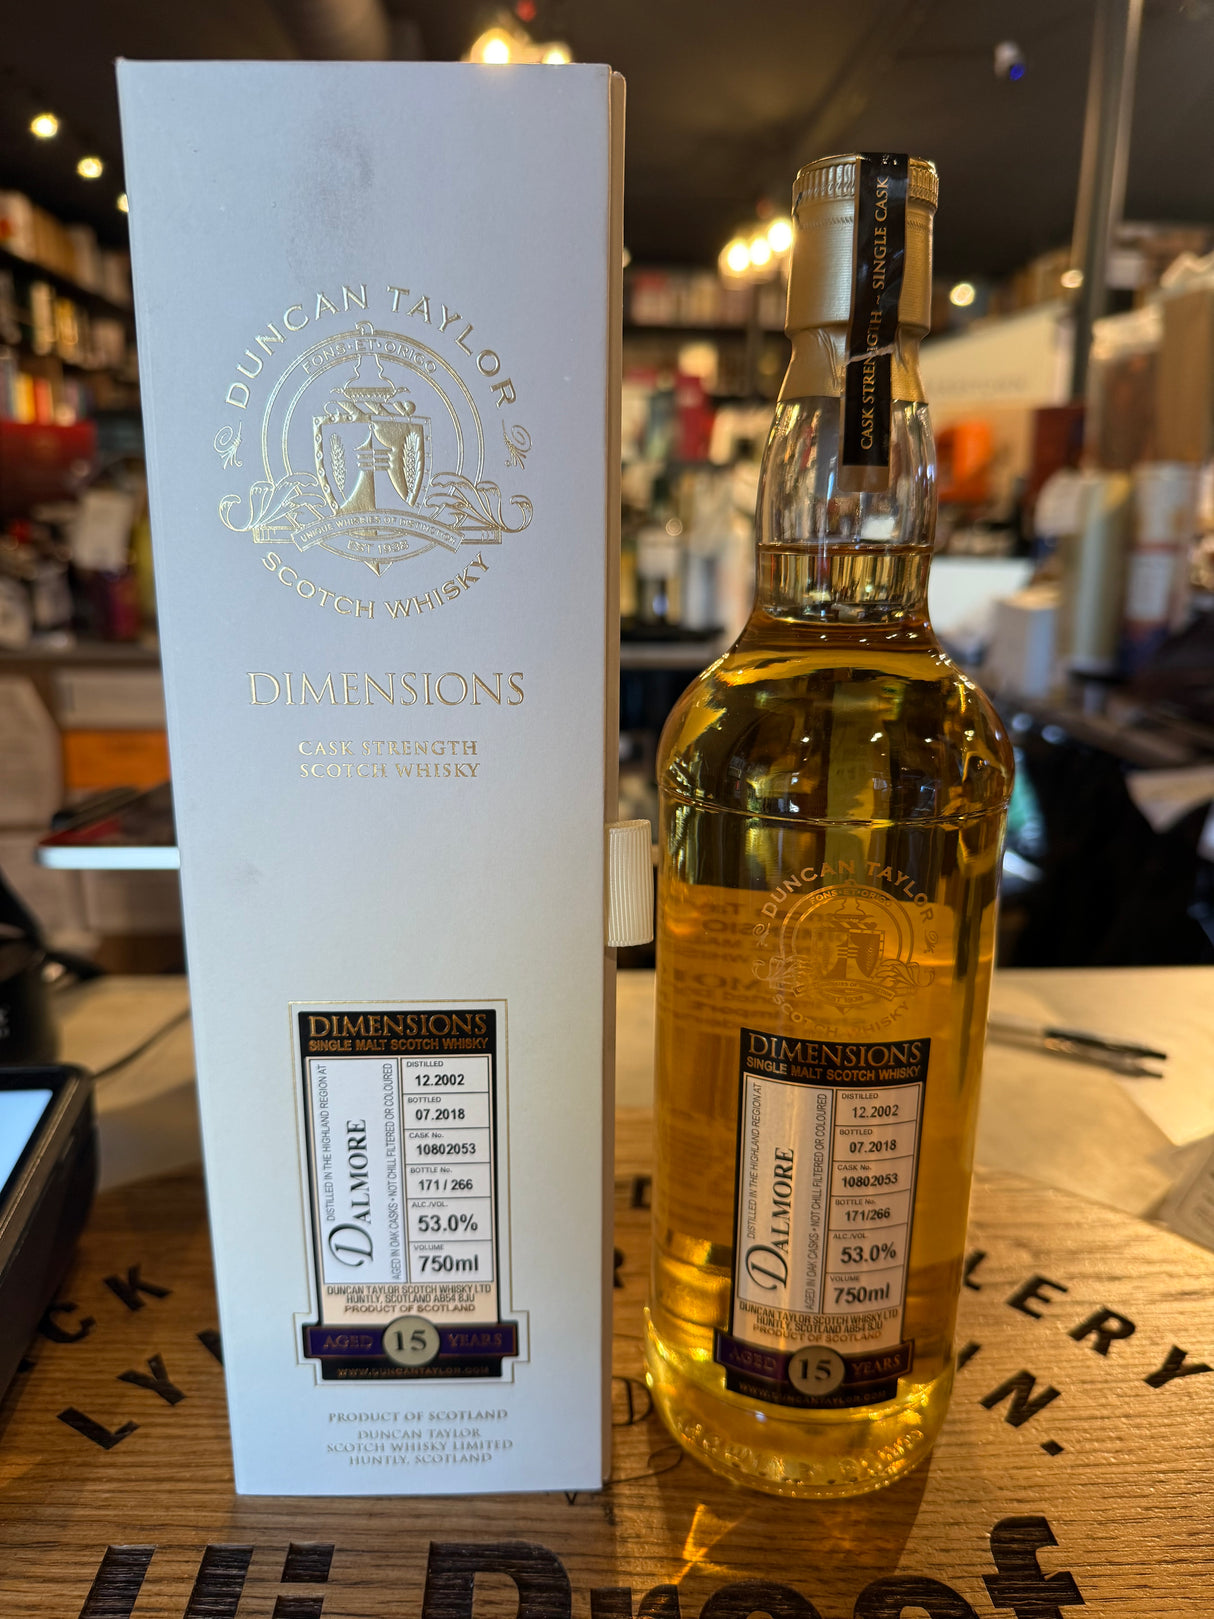 DUNCAN TAYLOR
FONS·ET·ORIGO
UNIQUE WHISKIES OF DISTINCTION
EST 1938
SCOTCH WHISKY
DIMENSIONS
CASK STRENGTH
SCOTCH WHISKY
DIMENSIONS
SINGLE MALT SCOTCH WHISKY
DISTILLED IN THE HIGHLAND REGION AT
DALMORE
AGED IN OAK CASKS • NOT CHILL FILTERED OR COLOURED
DISTILLED
12.2002
BOTTLED
07.2018
CASK No.
10802053
BOTTLE No.
171 / 266
ALC./VOL.
53.0%
VOLUME
750ml
DUNCAN TAYLOR SCOTCH WHISKY LTD
HUNTLY, SCOTLAND AB54 8JU
PRODUCT OF SCOTLAND
AGED 15 YEARS
WWW.DUNCANTAYLOR.COM
PRODUCT OF SCOTLAND
DUNCAN TAYLOR
SCOTCH WHISKY LIMITED
HUNTLY, SCOTLAND
CASK STRENGTH ~ SINGLE CASK
DUNCAN TAYLOR
FONS·ET·ORIGO
EST 1938
SCOTCH WHISKY
DIMENSIONS
SINGLE MALT SCOTCH WHISKY
DISTILLED IN THE HIGHLAND REGION AT
DALMORE
AGED IN OAK CASKS • NOT CHILL FILTERED OR COLOURED
DISTILLED
12.2002
BOTTLED
07.2018
CASK No.
10802053
BOTTLE No.
171/266
ALC./VOL.
53.0%
VOLUME
750ml
DUNCAN TAYLOR SCOTCH WHISKY LTD
HUNTLY, SCOTLAND AB54 8JU
PRODUCT OF SCOTLAND
AGED 15 YEARS
WWW.DUNCANTAYLOR.COM